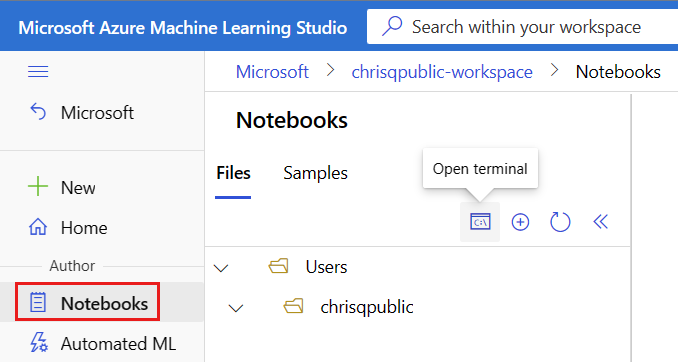 Microsoft Azure Machine Learning Studio
Search within your workspace
Microsoft
Microsoft > chrisqpublic-workspace > Notebooks
Notebooks
Files Samples
Open terminal
C:\
New
Home
Author
Notebooks
Automated ML
Users
chrisqpublic